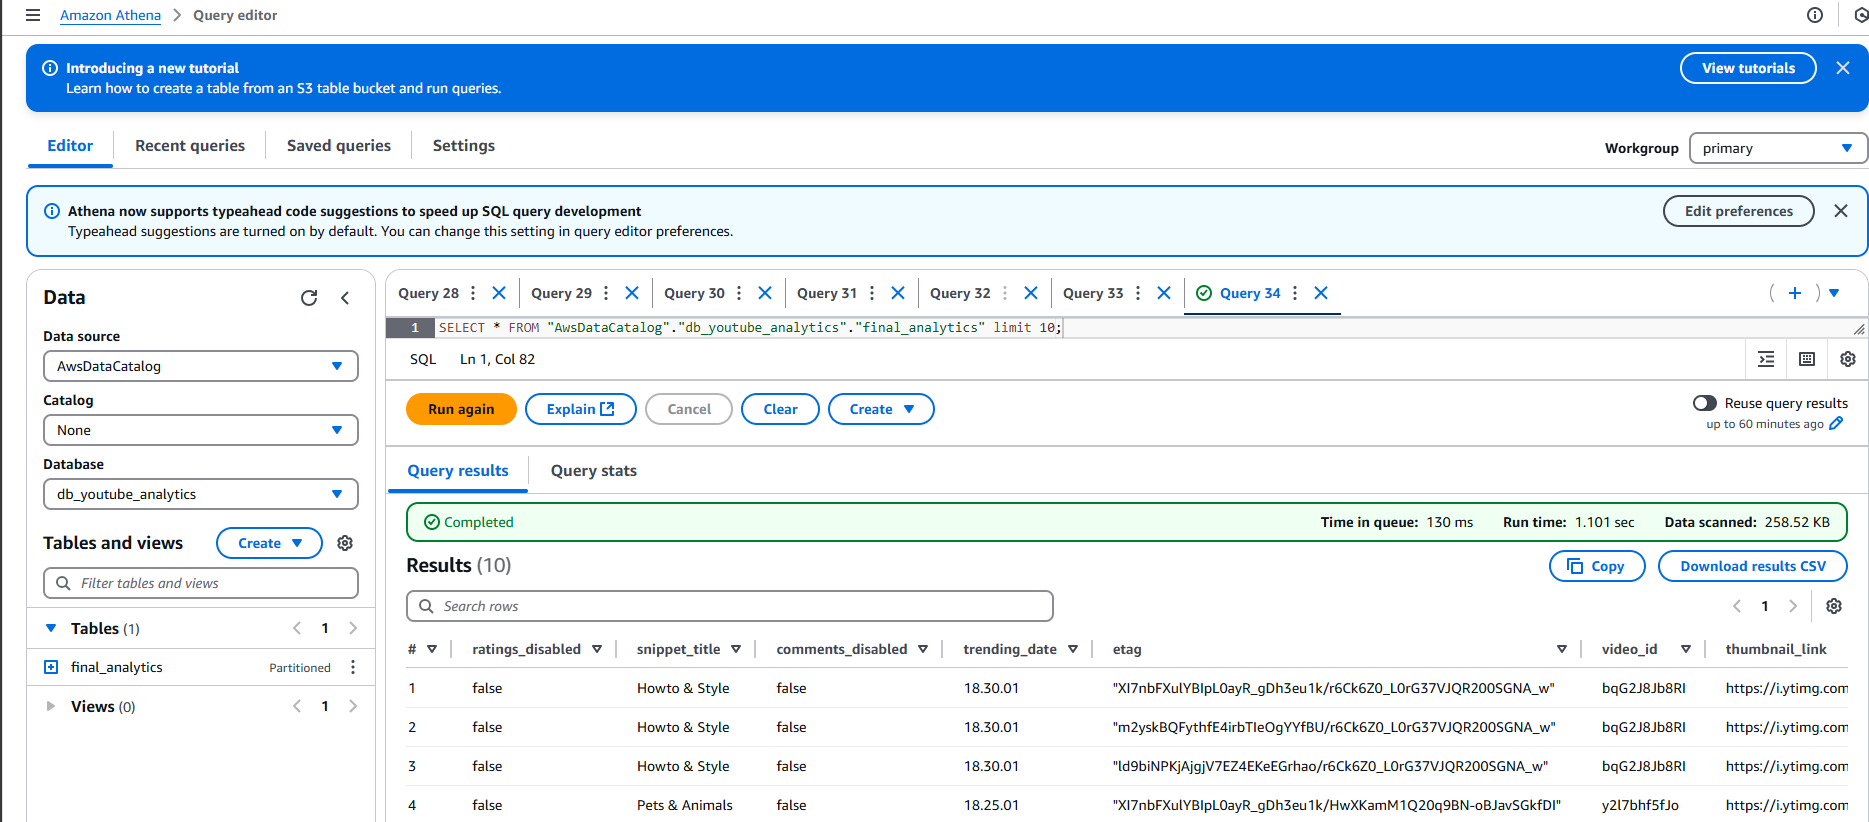 Amazon Athena > Query editor
Introducing a new tutorial
Learn how to create a table from an S3 table bucket and run queries.
View tutorials
Editor Recent queries Saved queries Settings
Workgroup primary
Athena now supports typeahead code suggestions to speed up SQL query development
Typeahead suggestions are turned on by default. You can change this setting in query editor preferences.
Edit preferences
Data
Data source
AwsDataCatalog
Catalog
None
Database
db_youtube_analytics
Tables and views Create
Filter tables and views
Tables (1) 1
final_analytics Partitioned
Views (0) 1
Query 28 Query 29 Query 30 Query 31 Query 32 Query 33 Query 34
1 SELECT * FROM "AwsDataCatalog"."db_youtube_analytics"."final_analytics" limit 10;
SQL Ln 1, Col 82
Run again Explain Cancel Clear Create
Reuse query results
up to 60 minutes ago
Query results Query stats
Completed Time in queue: 130 ms Run time: 1.101 sec Data scanned: 258.52 KB
Results (10) Copy Download results CSV
Search rows 1
# ratings_disabled snippet_title comments_disabled trending_date etag video_id thumbnail_link
1 false Howto & Style false 18.30.01 "XI7nbFXulYBIpL0ayR_gDh3eu1k/r6Ck6Z0_L0rG37VJQR200SGNA_w" bqG2J8Jb8RI https://i.ytimg.com
2 false Howto & Style false 18.30.01 "m2yskBQFythfE4irbTIeOgYYfBU/r6Ck6Z0_L0rG37VJQR200SGNA_w" bqG2J8Jb8RI https://i.ytimg.com
3 false Howto & Style false 18.30.01 "ld9biNPKjAjgjV7EZ4EKeEGrhao/r6Ck6Z0_L0rG37VJQR200SGNA_w" bqG2J8Jb8RI https://i.ytimg.com
4 false Pets & Animals false 18.25.01 "XI7nbFXulYBIpL0ayR_gDh3eu1k/HwXKamM1Q20q9BN-oBJavSGkfDI" y2l7bhf5fJo https://i.ytimg.com